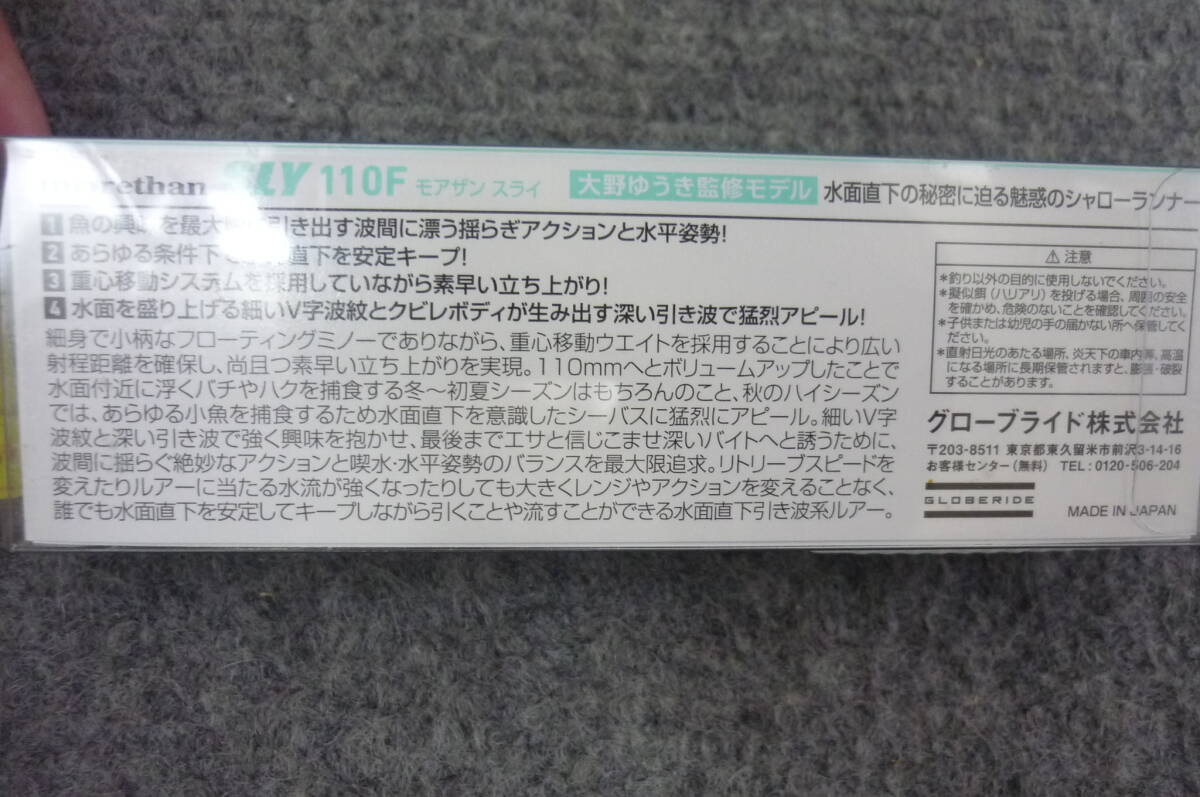 morethan SLY 110F モアザン スライ 大野ゆうき監修モデル 水面直下の秘密に迫る魅惑のシャローランナー
1 魚の興 を最大 引き出す波間に漂う揺らぎアクションと水平姿勢!
2 あらゆる条件下で 直下を安定キープ!
3 重心移動システムを採用していながら素早い立ち上がり!
4 水面を盛り上げる細いV字波紋とクビレボディが生み出す深い引き波で猛烈アピール!
細身で小柄なフローティングミノーでありながら、重心移動ウエイトを採用することにより広い
射程距離を確保し、尚且つ素早い立ち上がりを実現。110mmへとボリュームアップしたことで
水面付近に浮くバチやハクを捕食する冬〜初夏シーズンはもちろんのこと、秋のハイシーズン
では、あらゆる小魚を捕食するため水面直下を意識したシーバスに猛烈にアピール。細いV字
波紋と深い引き波で強く興味を抱かせ、最後までエサと信じこませ深いバイトへと誘うために、
波間に揺らぐ絶妙なアクションと喫水・水平姿勢のバランスを最大限追求。リトリーブスピードを
変えたりルアーに当たる水流が強くなったりしても大きくレンジやアクションを変えることなく、
誰でも水面直下を安定してキープしながら引くことや流すことができる水面直下引き波系ルアー。
⚠ 注意
*釣り以外の目的に使用しないでください。
*擬似餌(ハリアリ)を投げる場合、周囲の安全
を確かめ、危険のないことを確認してください。
*子供または幼児の手の届かない所へ保管してく
ださい。
*直射日光のあたる場所、炎天下の車内等、高温
になる場所に長期保管されますと、膨張・破裂
することがあります。
グローブライド株式会社
〒203-8511 東京都東久留米市前沢3-14-16
お客様センター(無料) TEL:0120-506-204
GLOBERIDE
MADE IN JAPAN